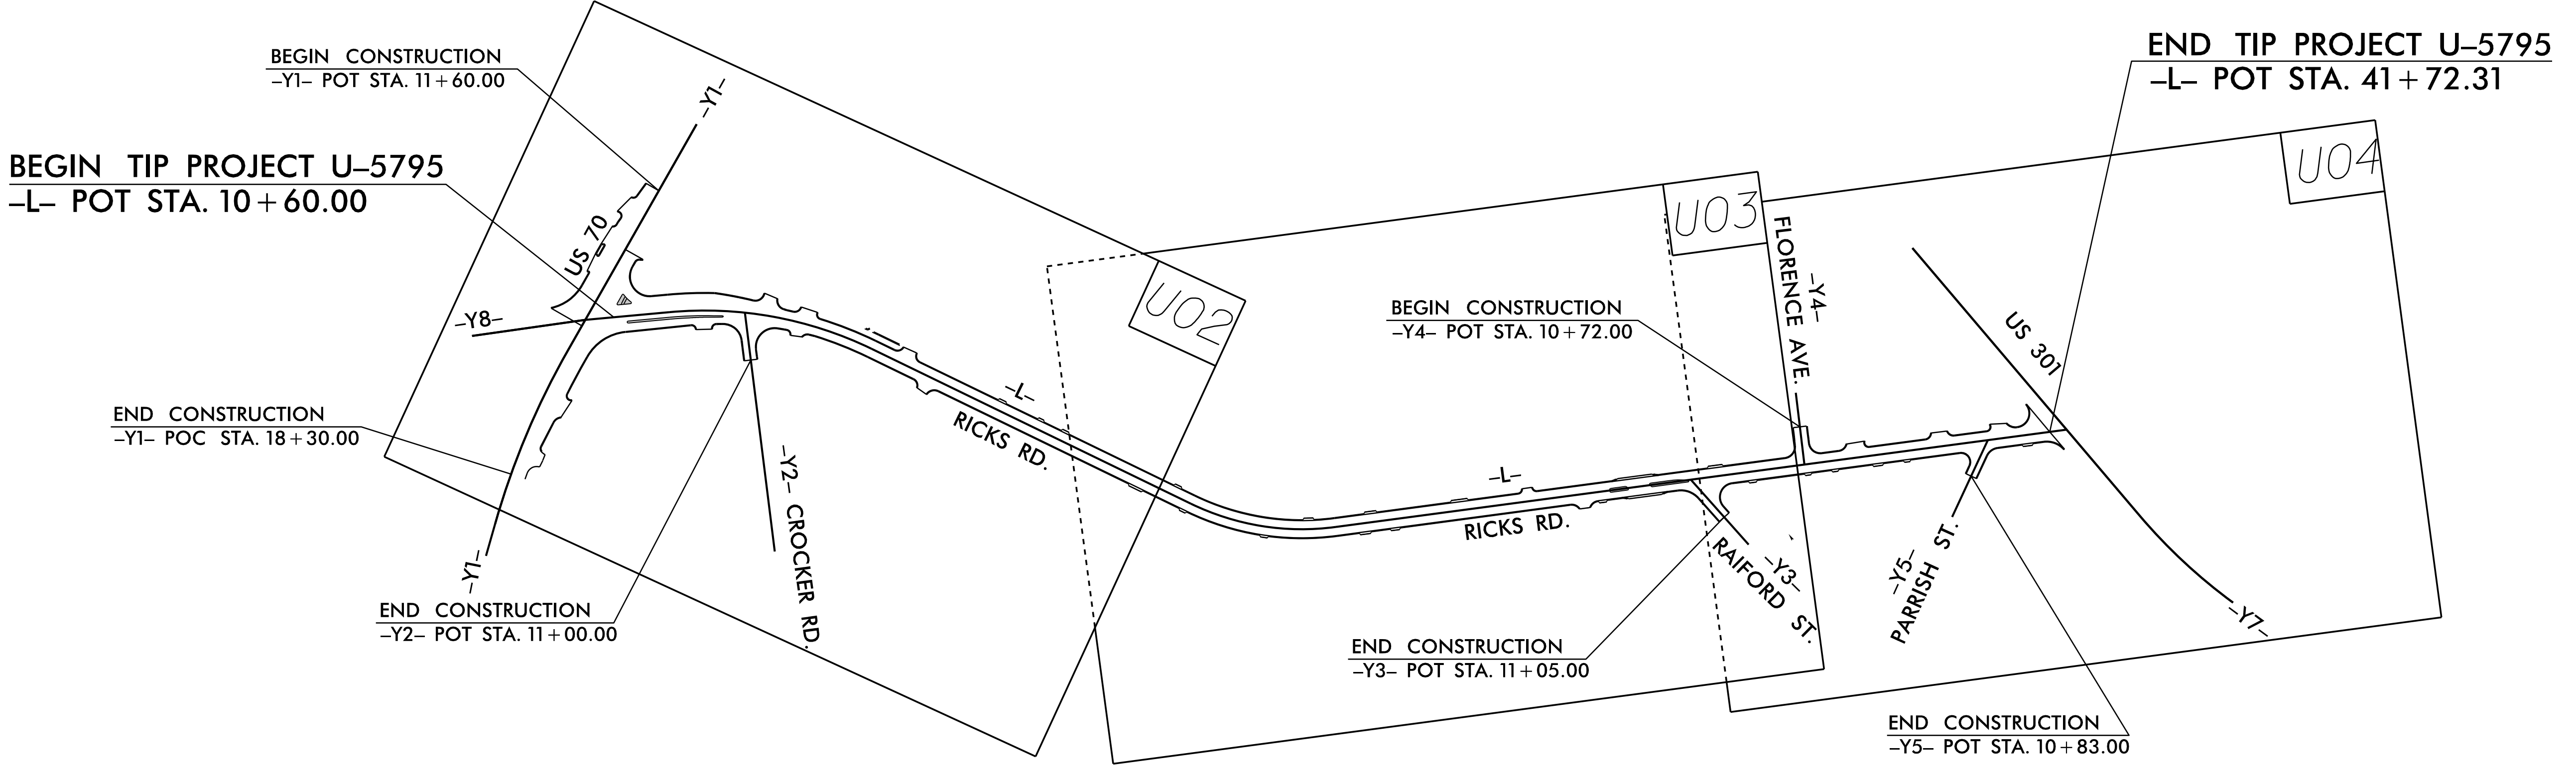 BEGIN CONSTRUCTION
–Y1– POT STA. 11+60.00
BEGIN TIP PROJECT U–5795
–L– POT STA. 10+60.00
END TIP PROJECT U–5795
–L– POT STA. 41+72.31
–Y1–
US 70
–Y8–
U02
U03
U04
FLORENCE AVE.
–Y4–
BEGIN CONSTRUCTION
–Y4– POT STA. 10+72.00
US 301
END CONSTRUCTION
–Y1– POC STA. 18+30.00
–L–
RICKS RD.
–Y2– CROCKER RD.
–L–
RICKS RD.
–Y1–
END CONSTRUCTION
–Y2– POT STA. 11+00.00
–Y3–
RAIFORD ST.
–Y5–
PARRISH ST.
–Y7–
END CONSTRUCTION
–Y3– POT STA. 11+05.00
END CONSTRUCTION
–Y5– POT STA. 10+83.00